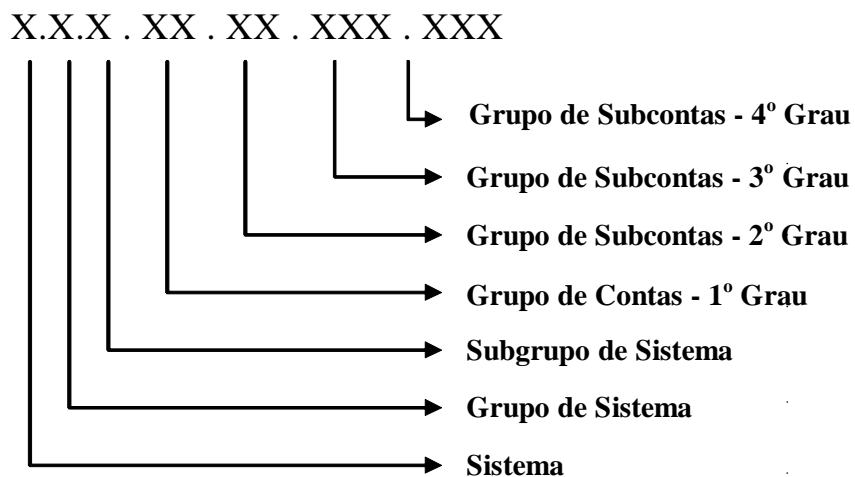 X.X.X . XX . XX . XXX . XXX
Grupo de Subcontas - 4º Grau
Grupo de Subcontas - 3º Grau
Grupo de Subcontas - 2º Grau
Grupo de Contas - 1º Grau
Subgrupo de Sistema
Grupo de Sistema
Sistema